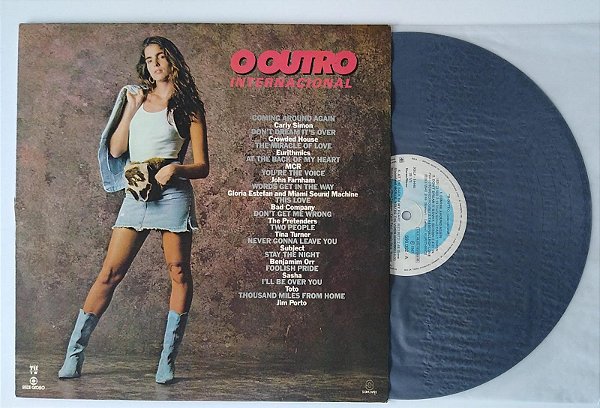 O OUTRO
INTERNACIONAL
COMING AROUND AGAIN
Carly Simon
DON'T DREAM IT'S OVER
Crowded House
THE MIRACLE OF LOVE
Eurithmics
AT THE BACK OF MY HEART
MCR
YOU'RE THE VOICE
John Farnham
WORDS GET IN THE WAY
Gloria Estefan and Miami Sound Machine
THIS LOVE
Bad Company
DON'T GET ME WRONG
The Pretenders
TWO PEOPLE
Tina Turner
NEVER GONNA LEAVE YOU
Subject
STAY THE NIGHT
Benjamim Orr
FOOLISH PRIDE
Sasha
I'LL BE OVER YOU
Toto
THOUSAND MILES FROM HOME
Jim Porto
REDE GLOBO